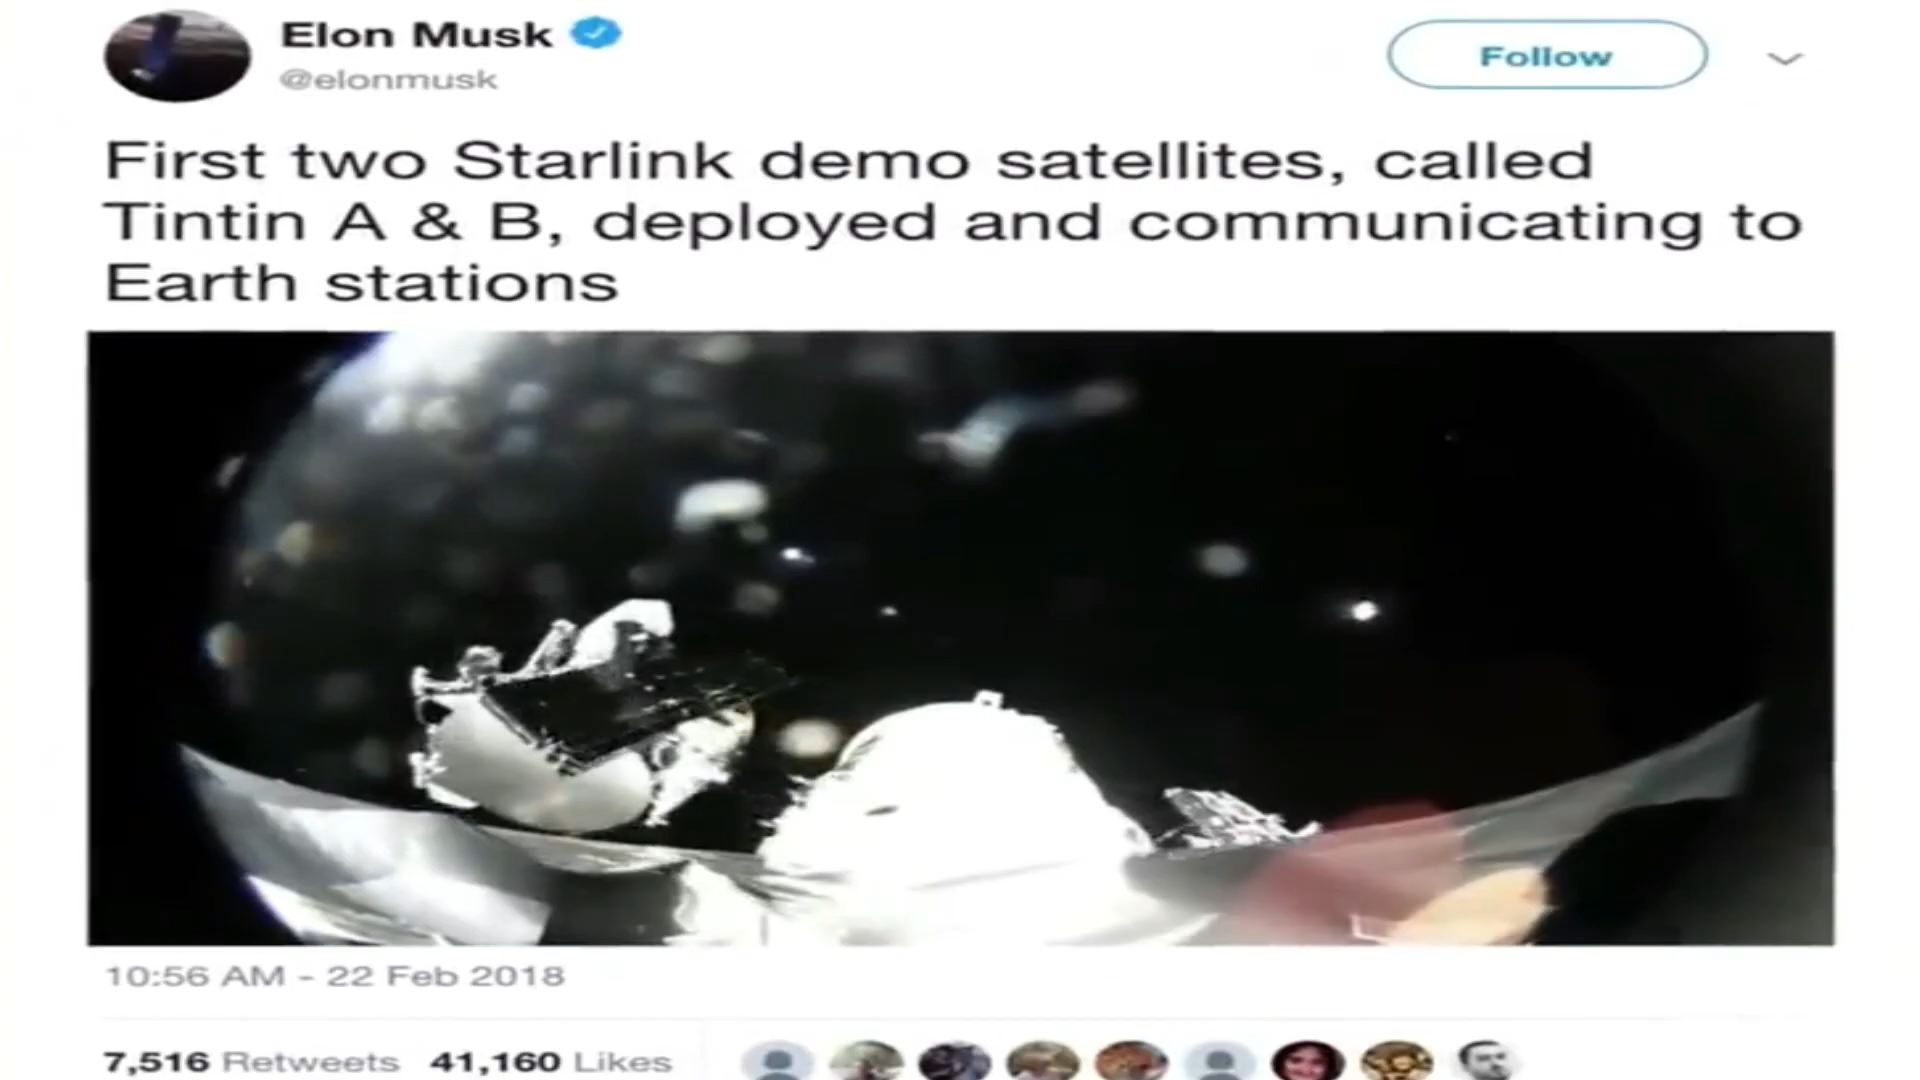 Elon Musk
@elonmusk
Follow
First two Starlink demo satellites, called
Tintin A & B, deployed and communicating to
Earth stations
10:56 AM - 22 Feb 2018
7,516 Retweets 41,160 Likes